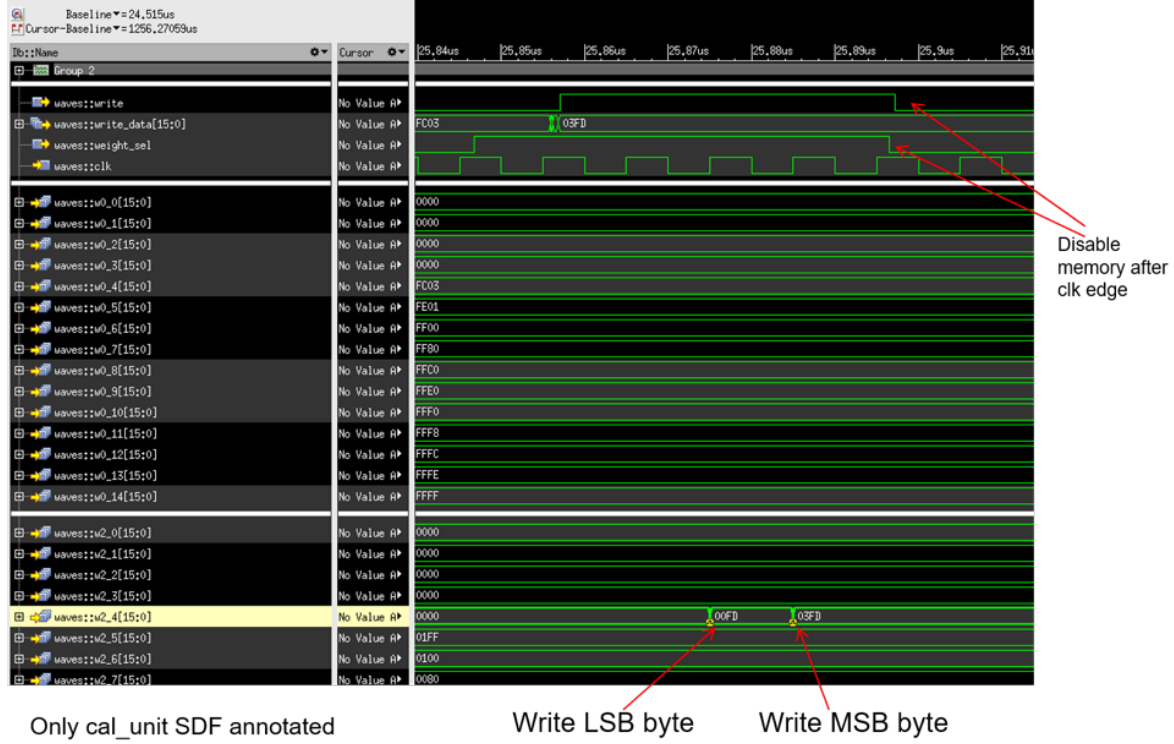 Baseline▼=24.515us
Cursor-Baseline▼=1256.27059us
Db::Name Cursor 25.84us 25.85us 25.86us 25.87us 25.88us 25.89us 25.9us 25.91u
Group 2
waves::write No Value A
waves::write_data[15:0] No Value A FC03 03FD
waves::weight_sel No Value A
waves::clk No Value A
waves::w0_0[15:0] No Value A 0000
waves::w0_1[15:0] No Value A 0000
waves::w0_2[15:0] No Value A 0000
waves::w0_3[15:0] No Value A 0000
waves::w0_4[15:0] No Value A FC03
waves::w0_5[15:0] No Value A FE01
waves::w0_6[15:0] No Value A FF00
waves::w0_7[15:0] No Value A FF80
waves::w0_8[15:0] No Value A FFC0
waves::w0_9[15:0] No Value A FFE0
waves::w0_10[15:0] No Value A FFF0
waves::w0_11[15:0] No Value A FFF8
waves::w0_12[15:0] No Value A FFFC
waves::w0_13[15:0] No Value A FFFE
waves::w0_14[15:0] No Value A FFFF
waves::w2_0[15:0] No Value A 0000
waves::w2_1[15:0] No Value A 0000
waves::w2_2[15:0] No Value A 0000
waves::w2_3[15:0] No Value A 0000
waves::w2_4[15:0] No Value A 0000 00FD 03FD
waves::w2_5[15:0] No Value A 01FF
waves::w2_6[15:0] No Value A 0100
waves::w2_7[15:0] No Value A 0080
Disable
memory after
clk edge
Only cal_unit SDF annotated
Write LSB byte
Write MSB byte